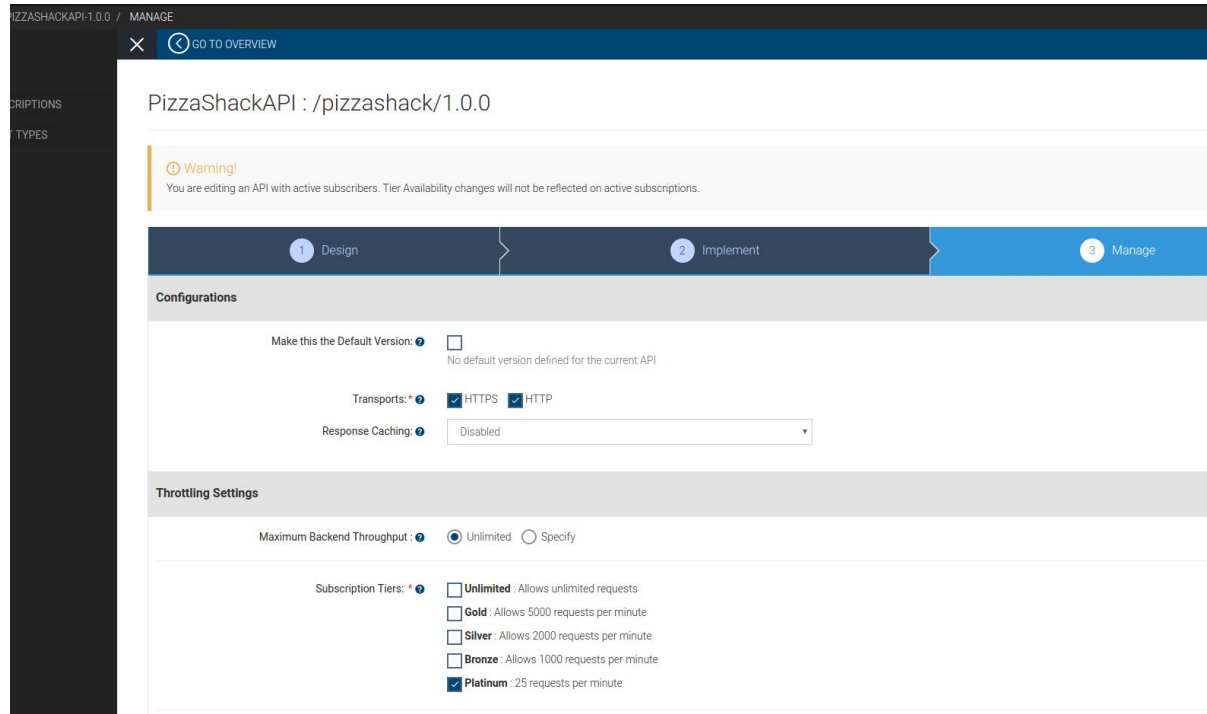 PIZZASHACKAPI-1.0.0 / MANAGE
GO TO OVERVIEW
CRIPTIONS
T TYPES
PizzaShackAPI : /pizzashack/1.0.0
Warning!
You are editing an API with active subscribers. Tier Availability changes will not be reflected on active subscriptions.
1 Design
2 Implement
3 Manage
Configurations
Make this the Default Version:
No default version defined for the current API
Transports:* HTTPS HTTP
Response Caching: Disabled
Throttling Settings
Maximum Backend Throughput : Unlimited Specify
Subscription Tiers: * Unlimited : Allows unlimited requests
Gold : Allows 5000 requests per minute
Silver : Allows 2000 requests per minute
Bronze : Allows 1000 requests per minute
Platinum : 25 requests per minute